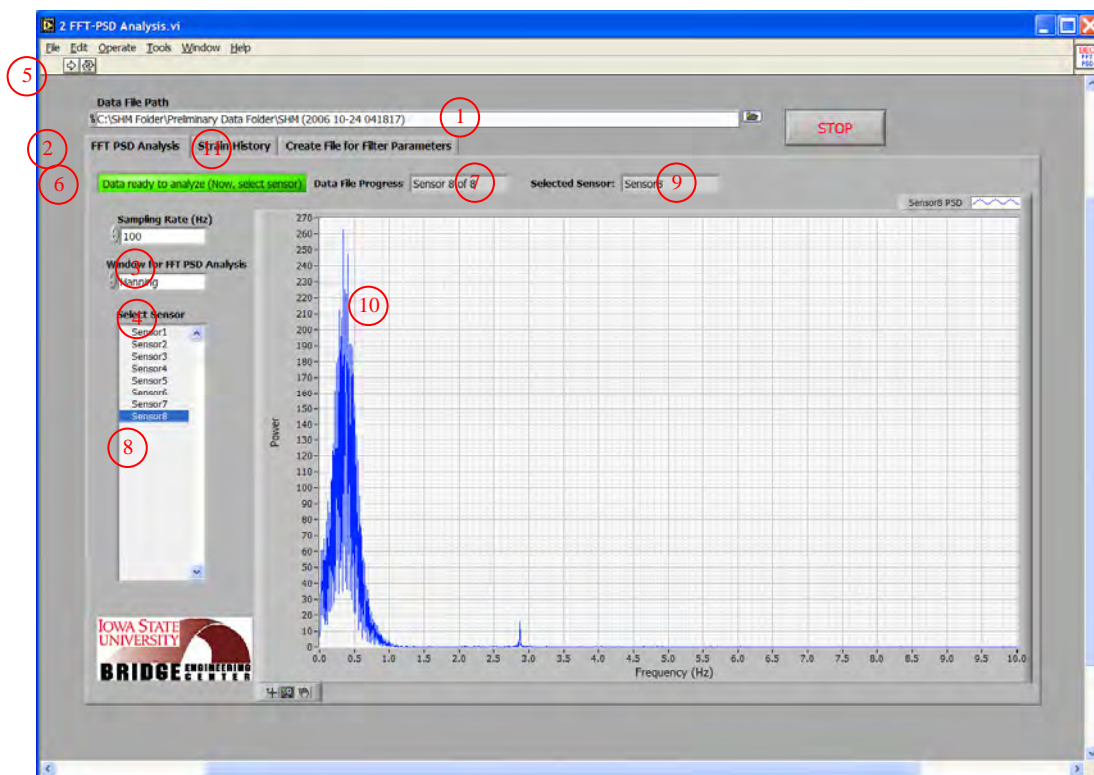 2 FFT-PSD Analysis.vi
File Edit Operate Tools Window Help
5
Data File Path
C:\SHM Folder\Preliminary Data Folder\SHM (2006 10-24 041817)
1
STOP
2
FFT PSD Analysis
Strain History
11
Create File for Filter Parameters
6
Data ready to analyze (Now, select sensor)
Data File Progress
Sensor 8 of 8
7
Selected Sensor:
Sensor8
9
Sensor8 PSD
Sampling Rate (Hz)
100
Window for FFT PSD Analysis
3
Hanning
Select Sensor
4
Sensor1
Sensor2
Sensor3
Sensor4
Sensor5
Sensor6
Sensor7
Sensor8
8
10
270
260
250
240
230
220
210
200
190
180
170
160
150
140
130
120
110
100
90
80
70
60
50
40
30
20
10
0
Power
0.0 0.5 1.0 1.5 2.0 2.5 3.0 3.5 4.0 4.5 5.0 5.5 6.0 6.5 7.0 7.5 8.0 8.5 9.0 9.5 10.0
Frequency (Hz)
IOWA STATE
UNIVERSITY
BRIDGE ENGINEERING
CENTER